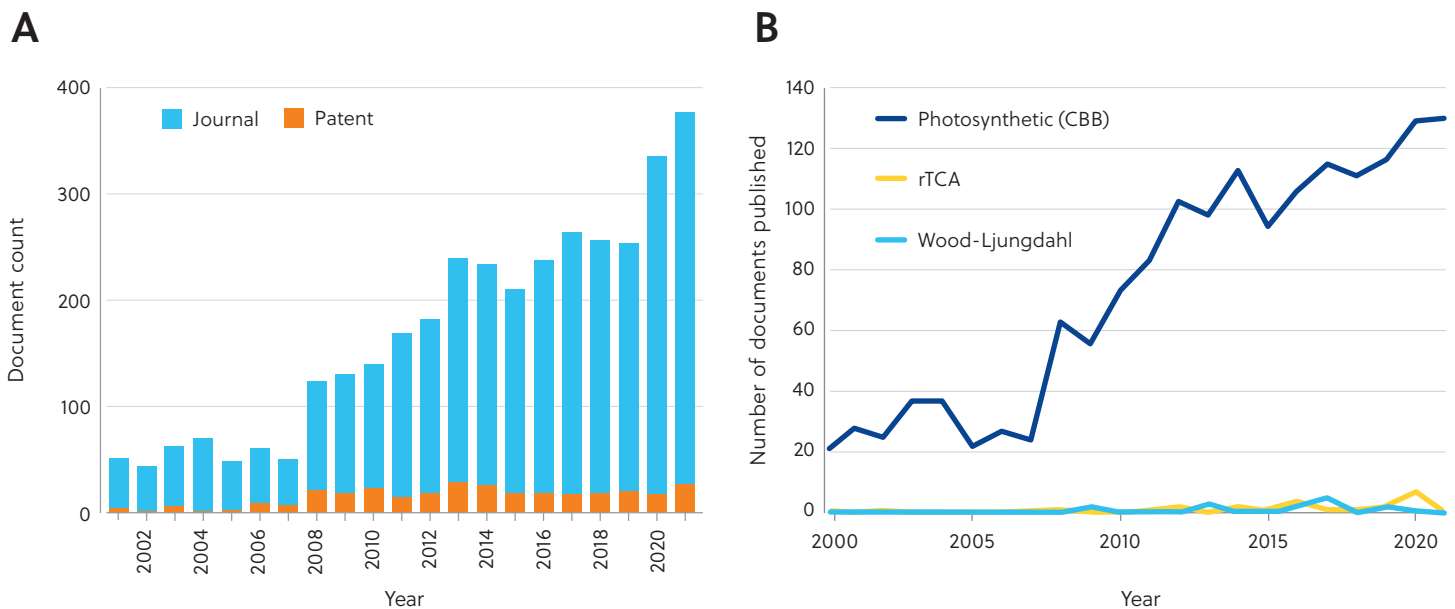 A
Document count
400
300
200
100
0
Journal
Patent
2002
2004
2006
2008
2010
2012
2014
2016
2018
2020
Year
B
Number of documents published
140
120
100
80
60
40
20
0
Photosynthetic (CBB)
rTCA
Wood-Ljungdahl
2000
2005
2010
2015
2020
Year